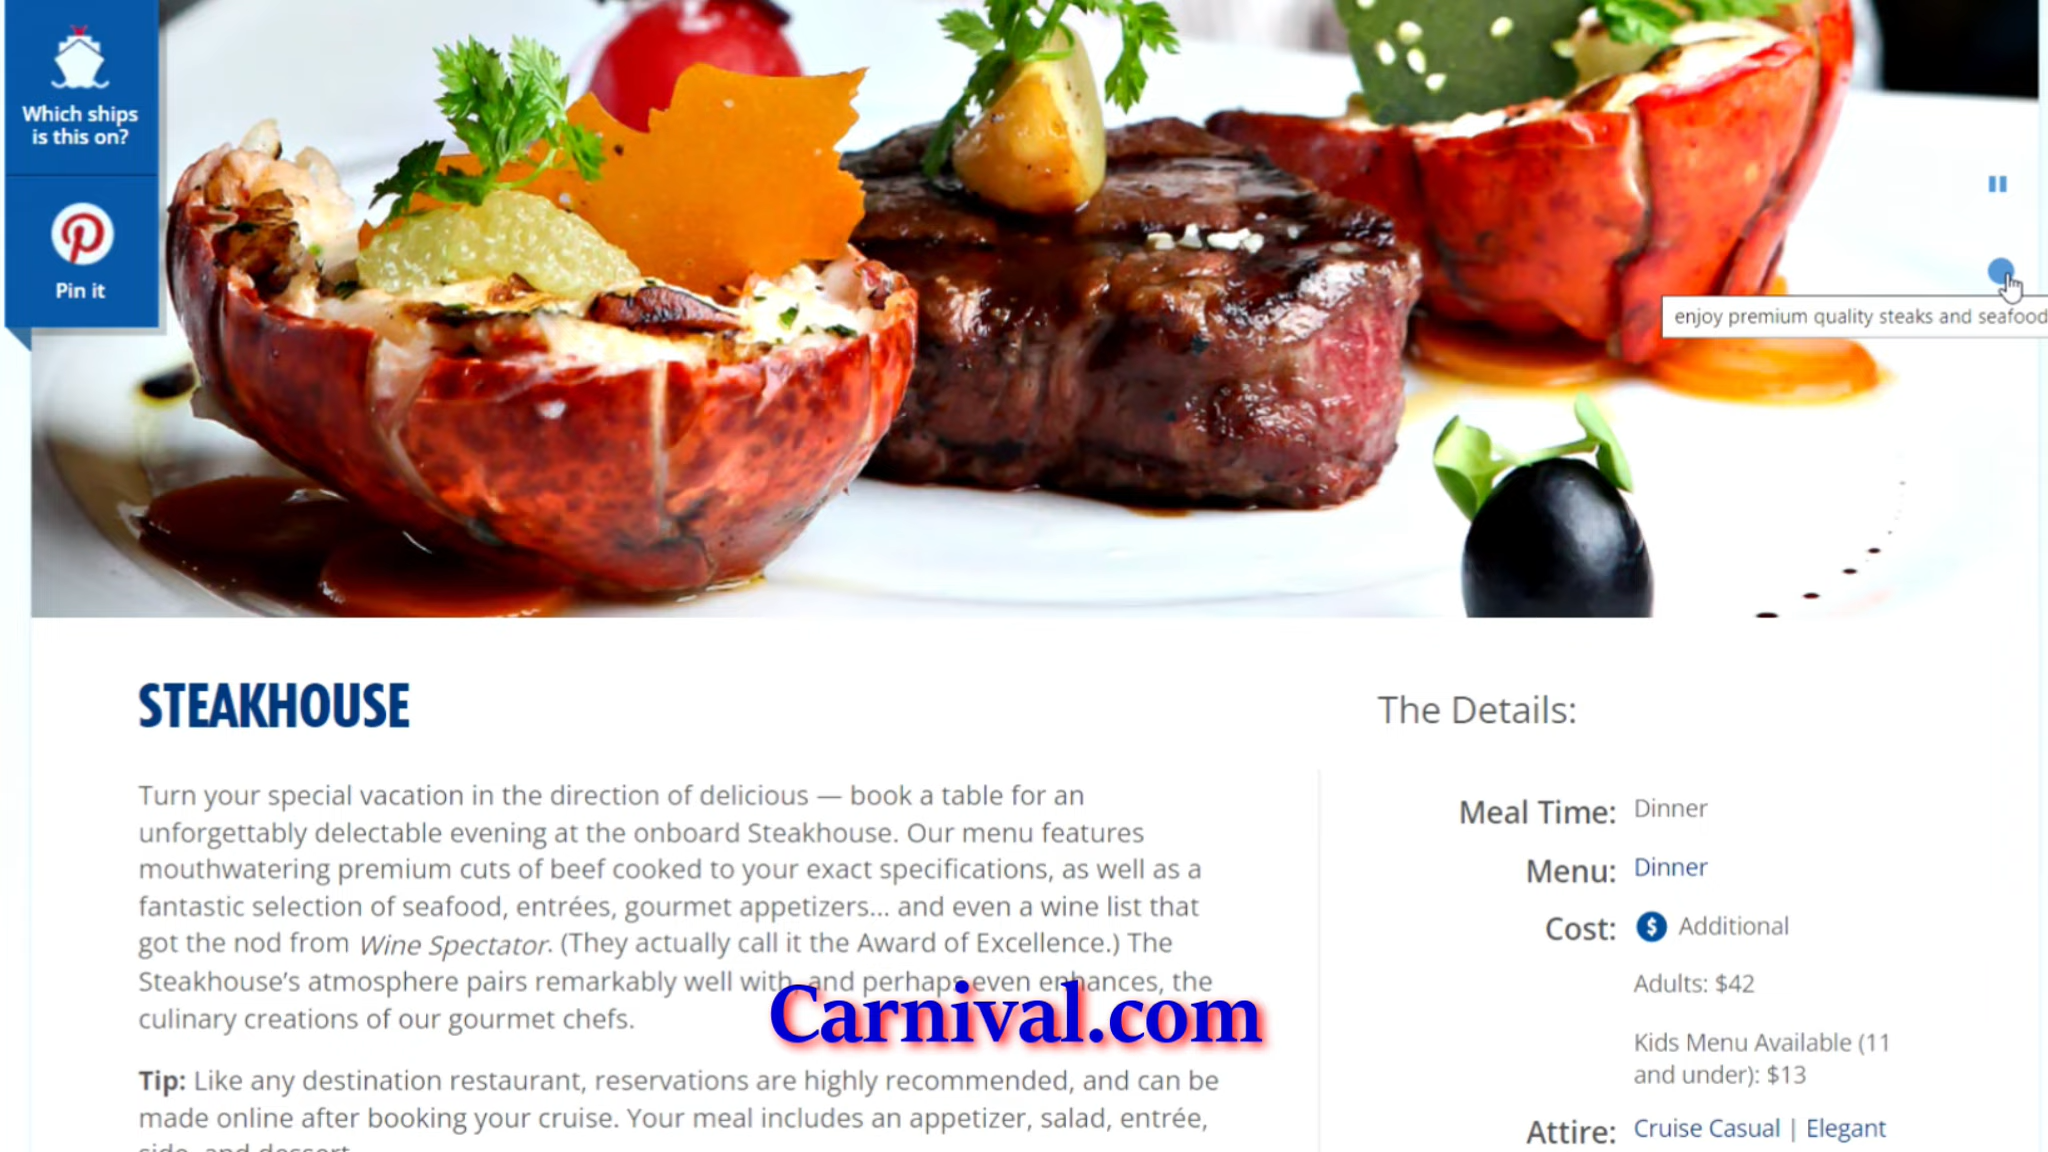 Which ships
is this on?
Pin it
enjoy premium quality steaks and seafood
STEAKHOUSE
Turn your special vacation in the direction of delicious — book a table for an
unforgettably delectable evening at the onboard Steakhouse. Our menu features
mouthwatering premium cuts of beef cooked to your exact specifications, as well as a
fantastic selection of seafood, entrées, gourmet appetizers... and even a wine list that
got the nod from Wine Spectator. (They actually call it the Award of Excellence.) The
Steakhouse's atmosphere pairs remarkably well with, and perhaps even enhances, the
culinary creations of our gourmet chefs.
Carnival.com
Tip: Like any destination restaurant, reservations are highly recommended, and can be
made online after booking your cruise. Your meal includes an appetizer, salad, entrée,
side, and dessert.
The Details:
Meal Time: Dinner
Menu: Dinner
Cost: $ Additional
Adults: $42
Kids Menu Available (11
and under): $13
Attire: Cruise Casual | Elegant